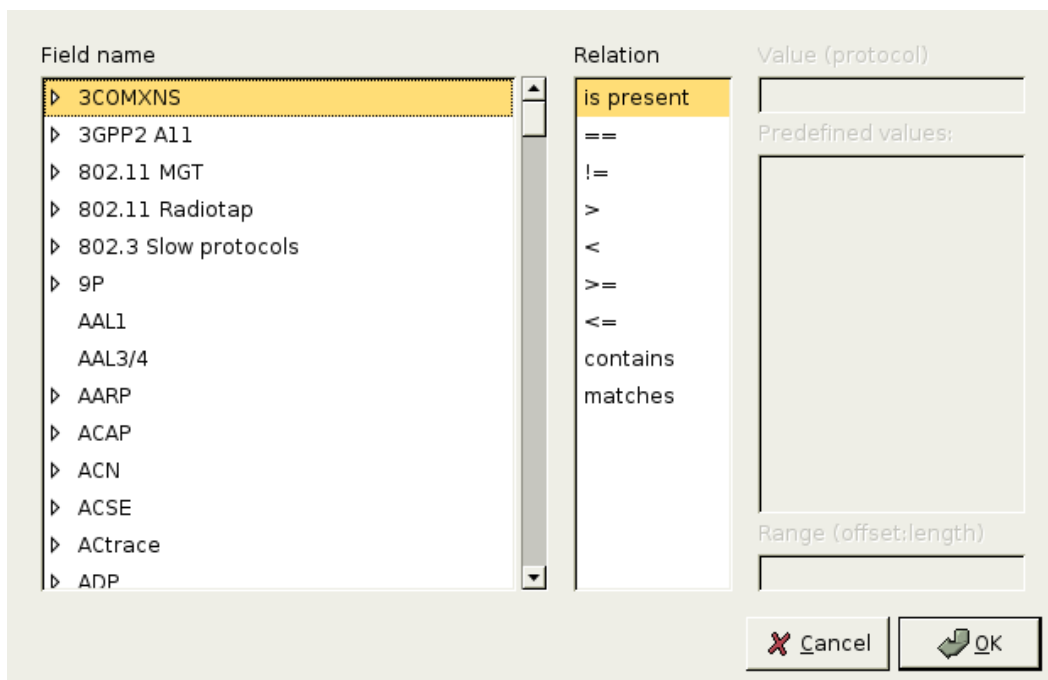 Field name
3COMXNS
3GPP2 A11
802.11 MGT
802.11 Radiotap
802.3 Slow protocols
9P
AAL1
AAL3/4
AARP
ACAP
ACN
ACSE
ACtrace
ADP
Relation
is present
==
!=
>
<
>=
<=
contains
matches
Value (protocol)
Predefined values:
Range (offset:length)
Cancel
OK